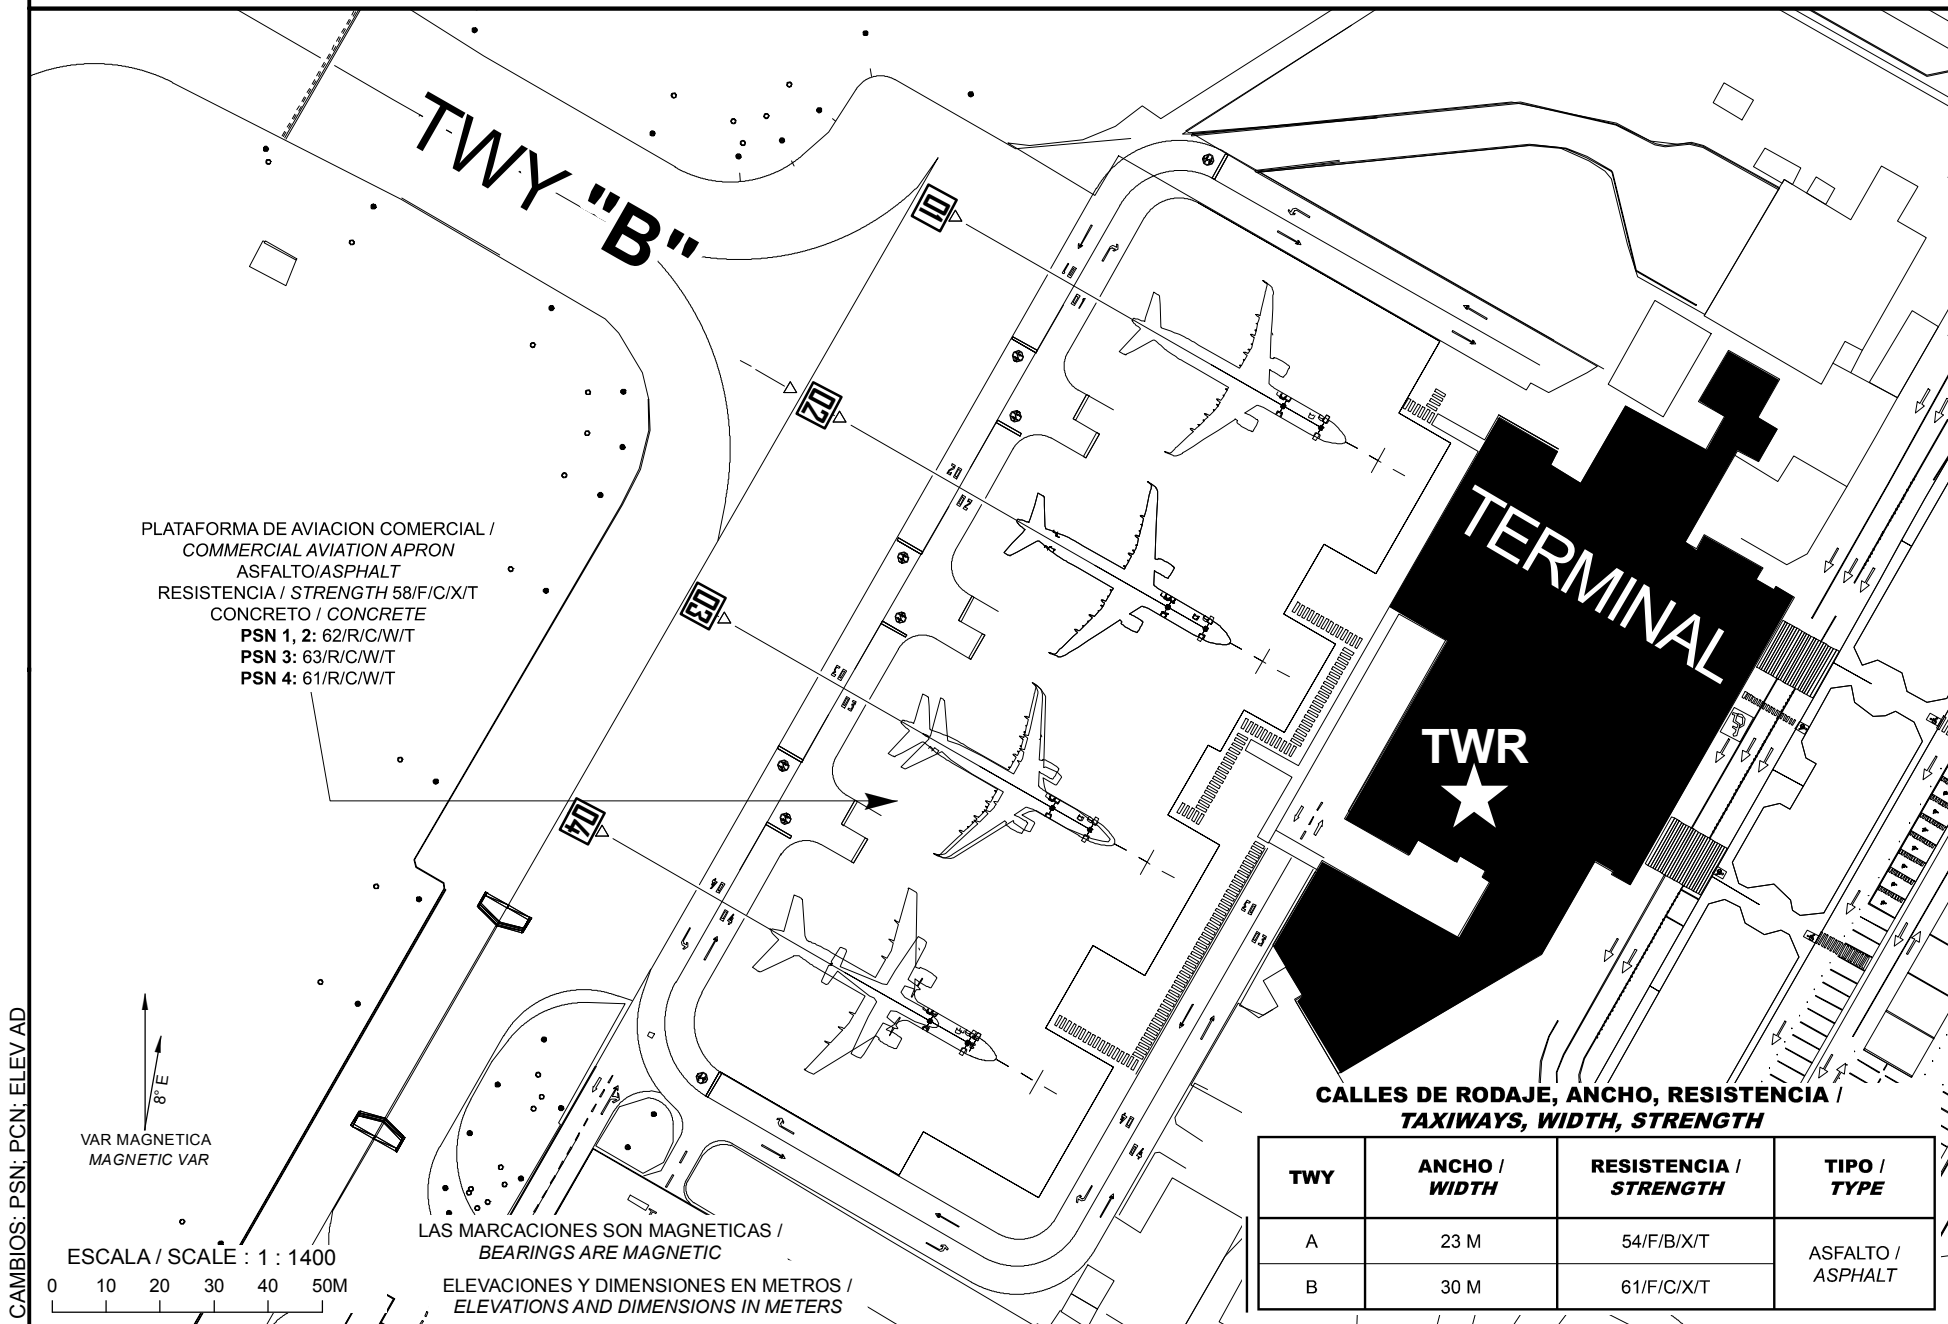 TWY "B"
01
02
03
04
PLATAFORMA DE AVIACION COMERCIAL /
COMMERCIAL AVIATION APRON
ASFALTO/ASPHALT
RESISTENCIA / STRENGTH 58/F/C/X/T
CONCRETO / CONCRETE
PSN 1, 2: 62/R/C/W/T
PSN 3: 63/R/C/W/T
PSN 4: 61/R/C/W/T
TERMINAL
TWR
8° E
VAR MAGNETICA
MAGNETIC VAR
CAMBIOS: PSN; PCN; ELEV AD
ESCALA / SCALE : 1 : 1400
0 10 20 30 40 50M
LAS MARCACIONES SON MAGNETICAS /
BEARINGS ARE MAGNETIC
ELEVACIONES Y DIMENSIONES EN METROS /
ELEVATIONS AND DIMENSIONS IN METERS
CALLES DE RODAJE, ANCHO, RESISTENCIA /
TAXIWAYS, WIDTH, STRENGTH
TWY
ANCHO /
WIDTH
RESISTENCIA /
STRENGTH
TIPO /
TYPE
A 23 M 54/F/B/X/T
B 30 M 61/F/C/X/T
ASFALTO /
ASPHALT